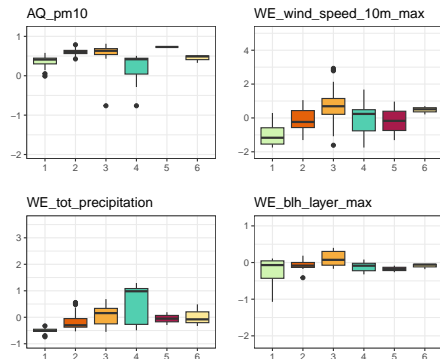 AQ_pm10
1
0
−1
−2
1 2 3 4 5 6
WE_wind_speed_10m_max
4
2
0
−2
1 2 3 4 5 6
WE_tot_precipitation
3
2
1
0
−1
1 2 3 4 5 6
WE_blh_layer_max
1
0
−1
−2
1 2 3 4 5 6